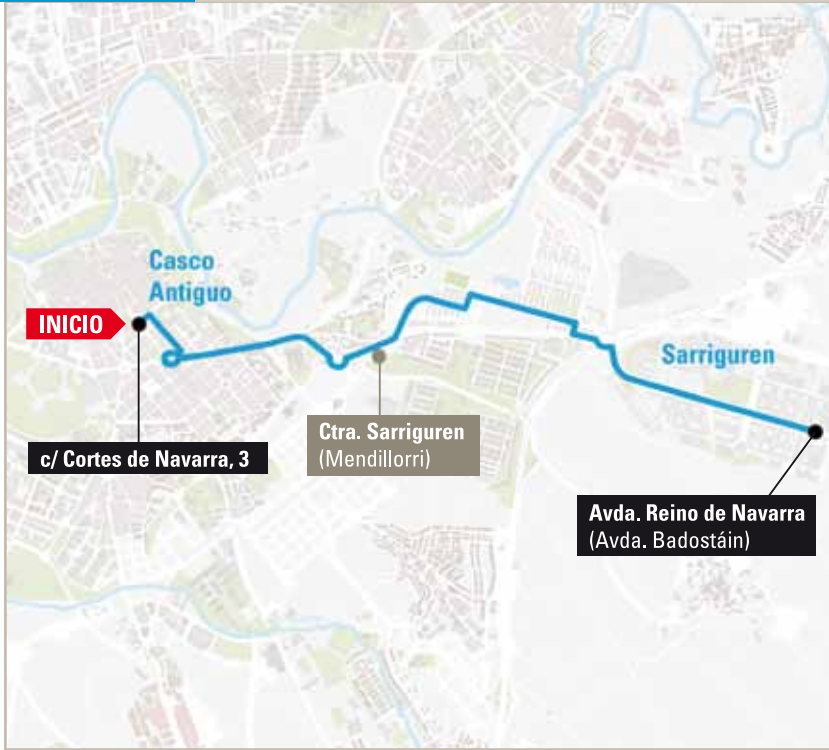 Casco
Antiguo
INICIO
Sarriguren
c/ Cortes de Navarra, 3
Ctra. Sarriguren
(Mendillorri)
Avda. Reino de Navarra
(Avda. Badostáin)